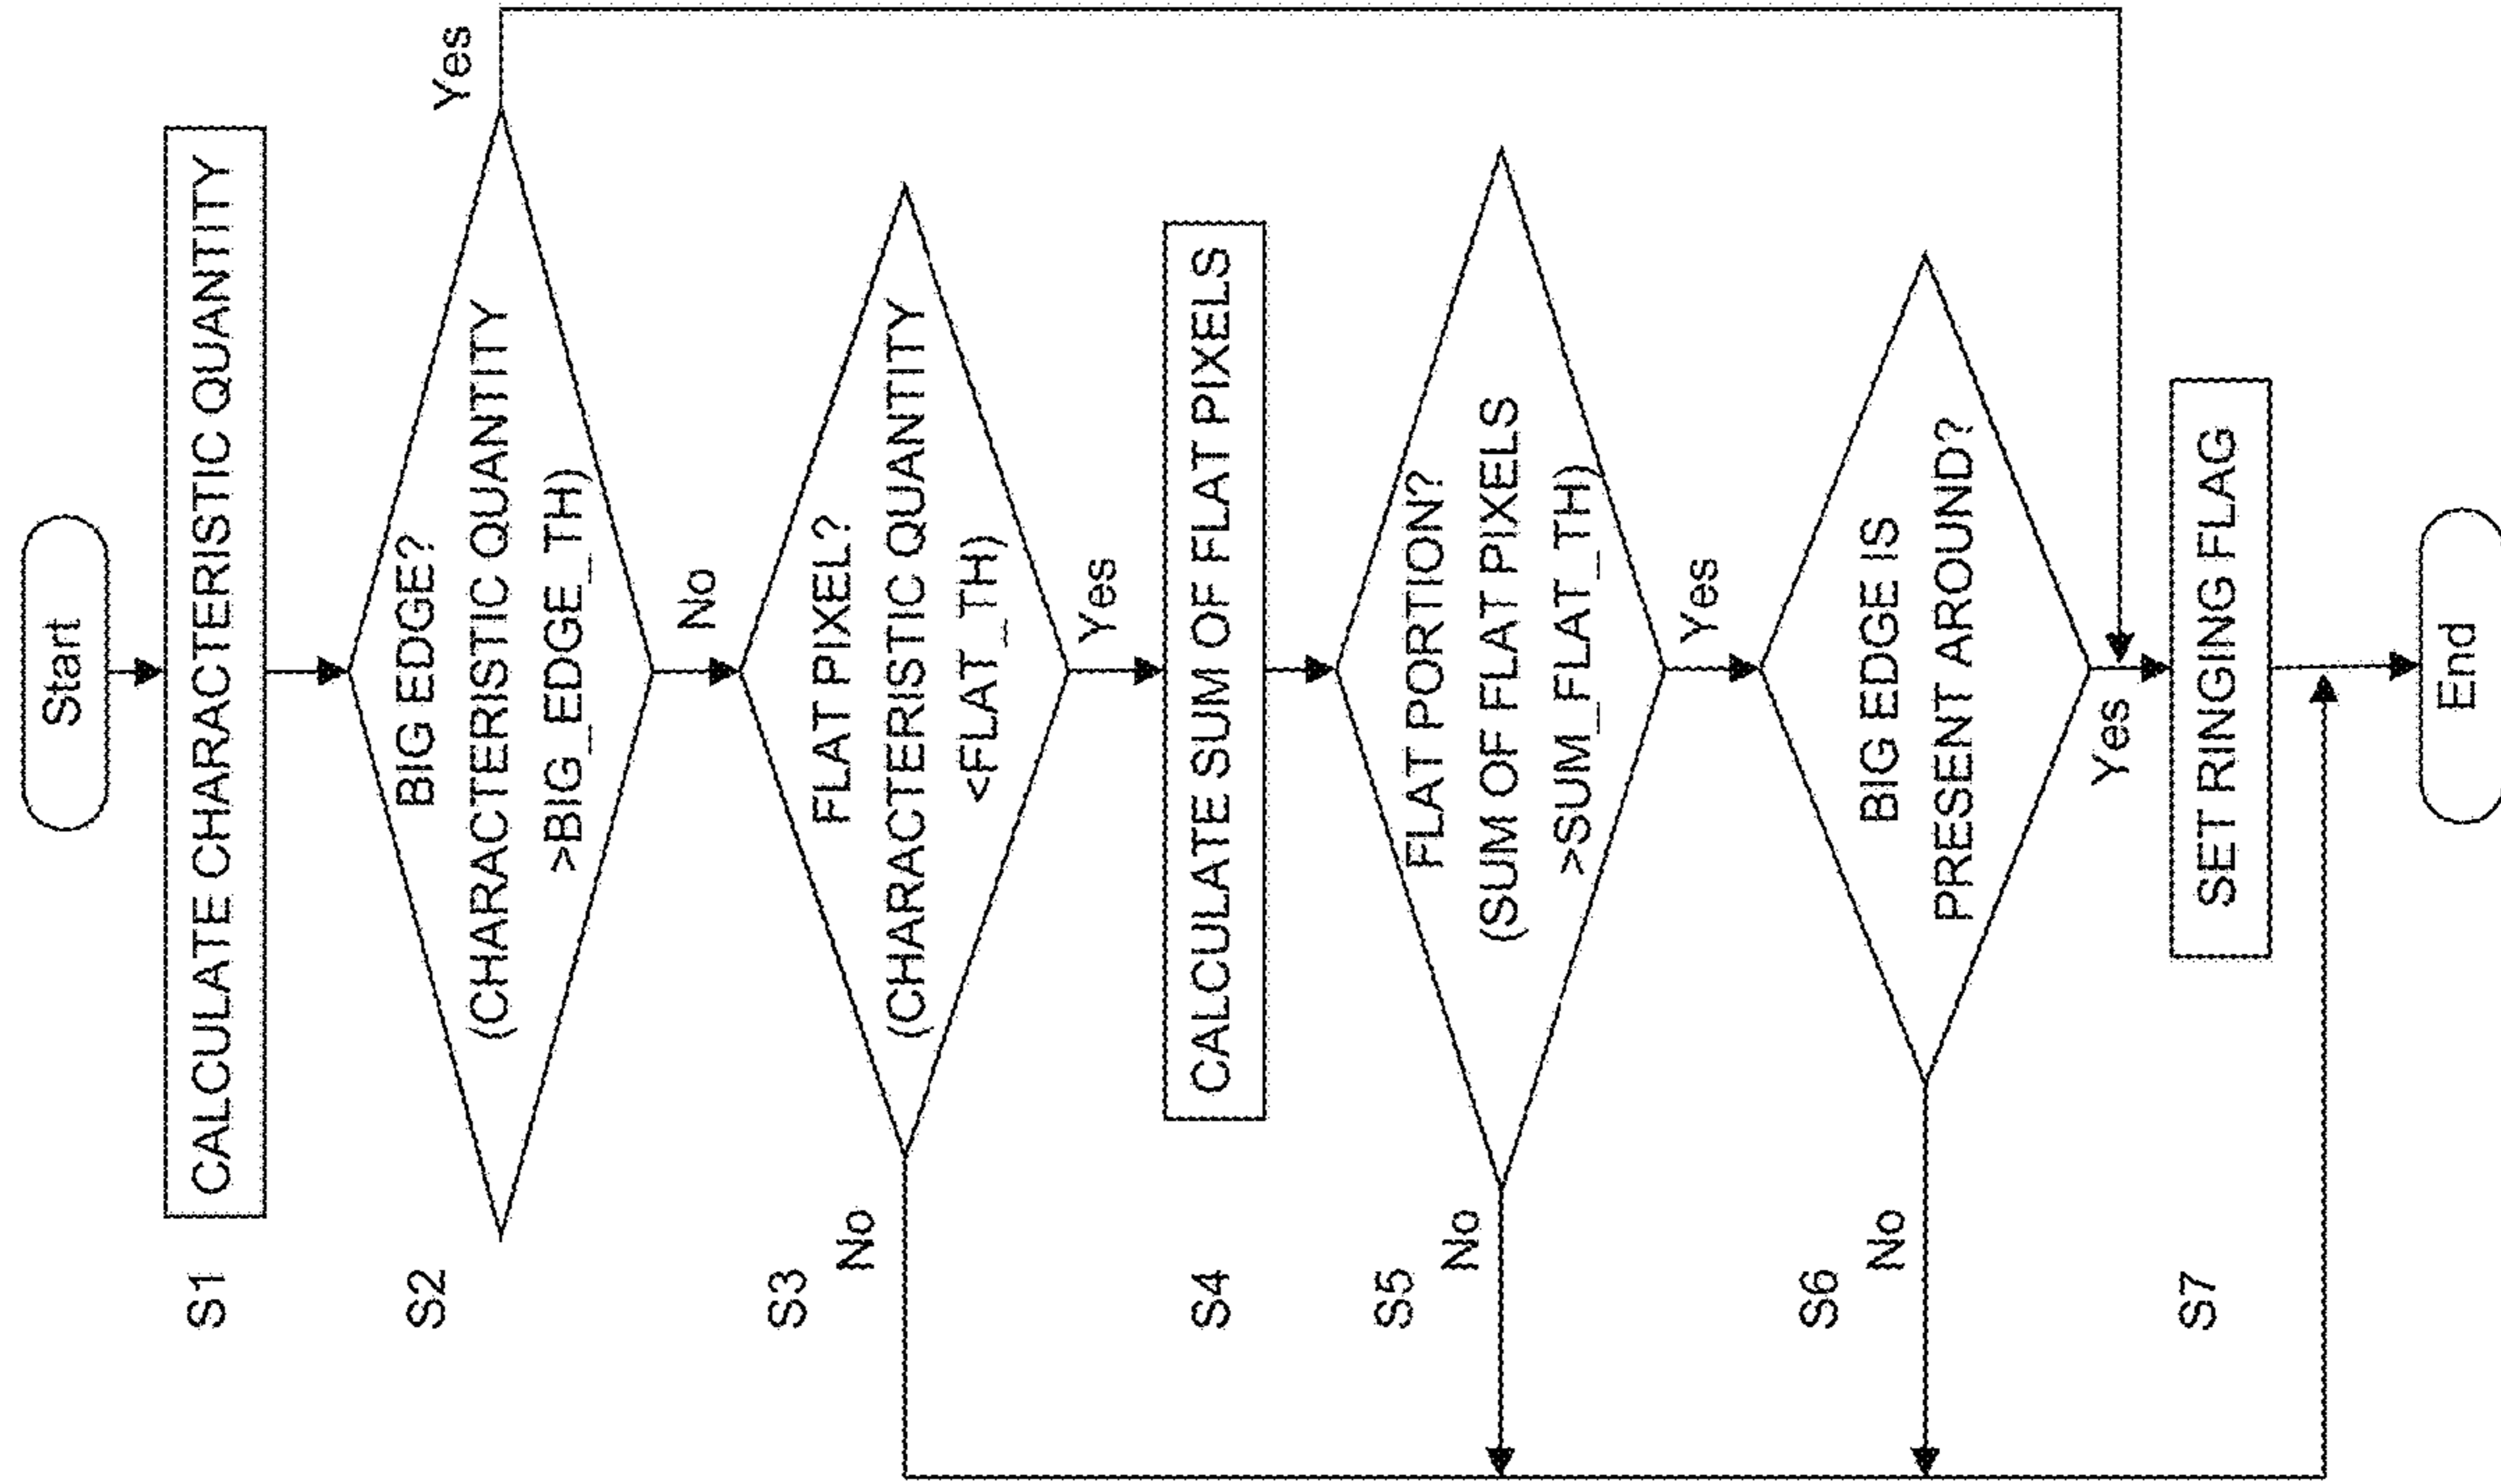 Start
S1
CALCULATE CHARACTERISTIC QUANTITY
S2
BIG EDGE?
(CHARACTERISTIC QUANTITY
>BIG_EDGE_TH)
Yes
No
S3
FLAT PIXEL?
(CHARACTERISTIC QUANTITY
<FLAT_TH)
No
Yes
S4
CALCULATE SUM OF FLAT PIXELS
S5
FLAT PORTION?
(SUM OF FLAT PIXELS
>SUM_FLAT_TH)
No
Yes
S6
BIG EDGE IS
PRESENT AROUND?
No
Yes
S7
SET RINGING FLAG
End